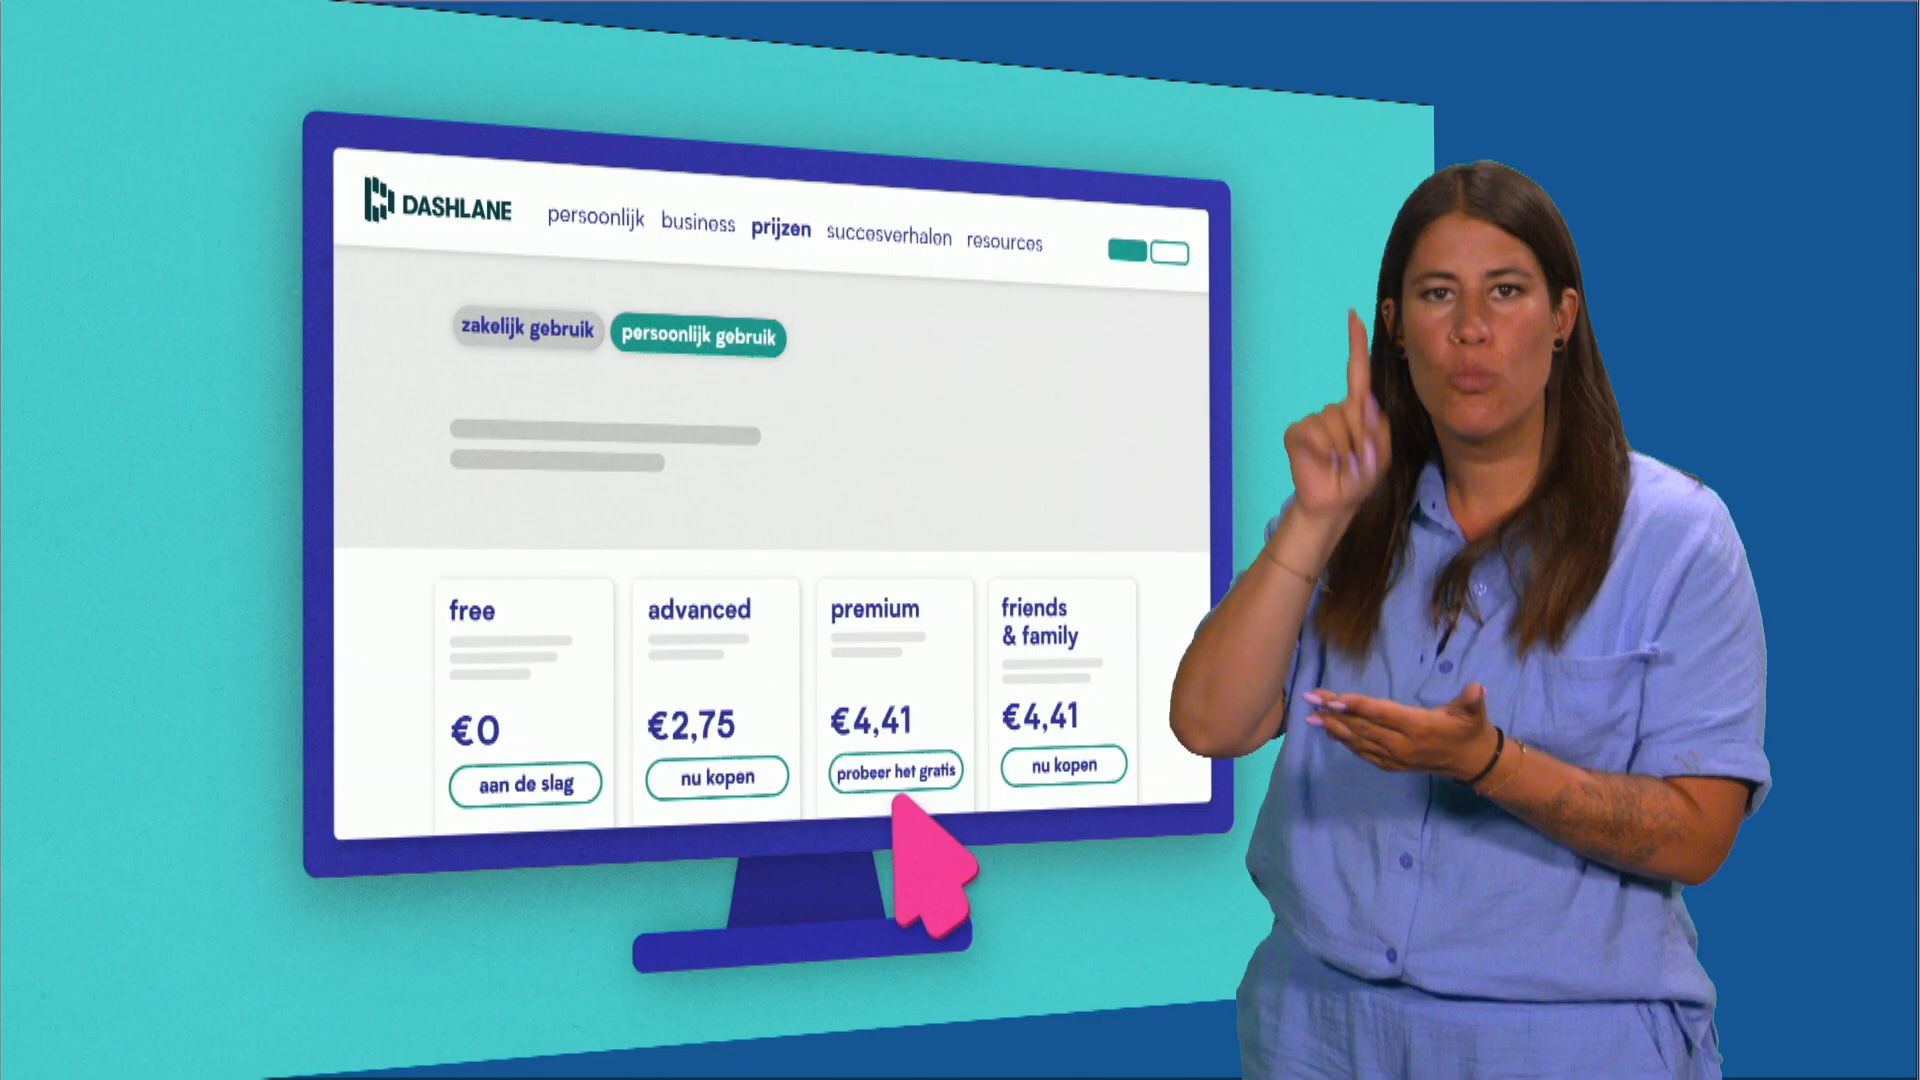 DASHLANE
persoonlijk business prijzen succesverhalen resources
zakelijk gebruik persoonlijk gebruik
free
€0
aan de slag
advanced
€2,75
nu kopen
premium
€4,41
probeer het gratis
friends
& family
€4,41
nu kopen